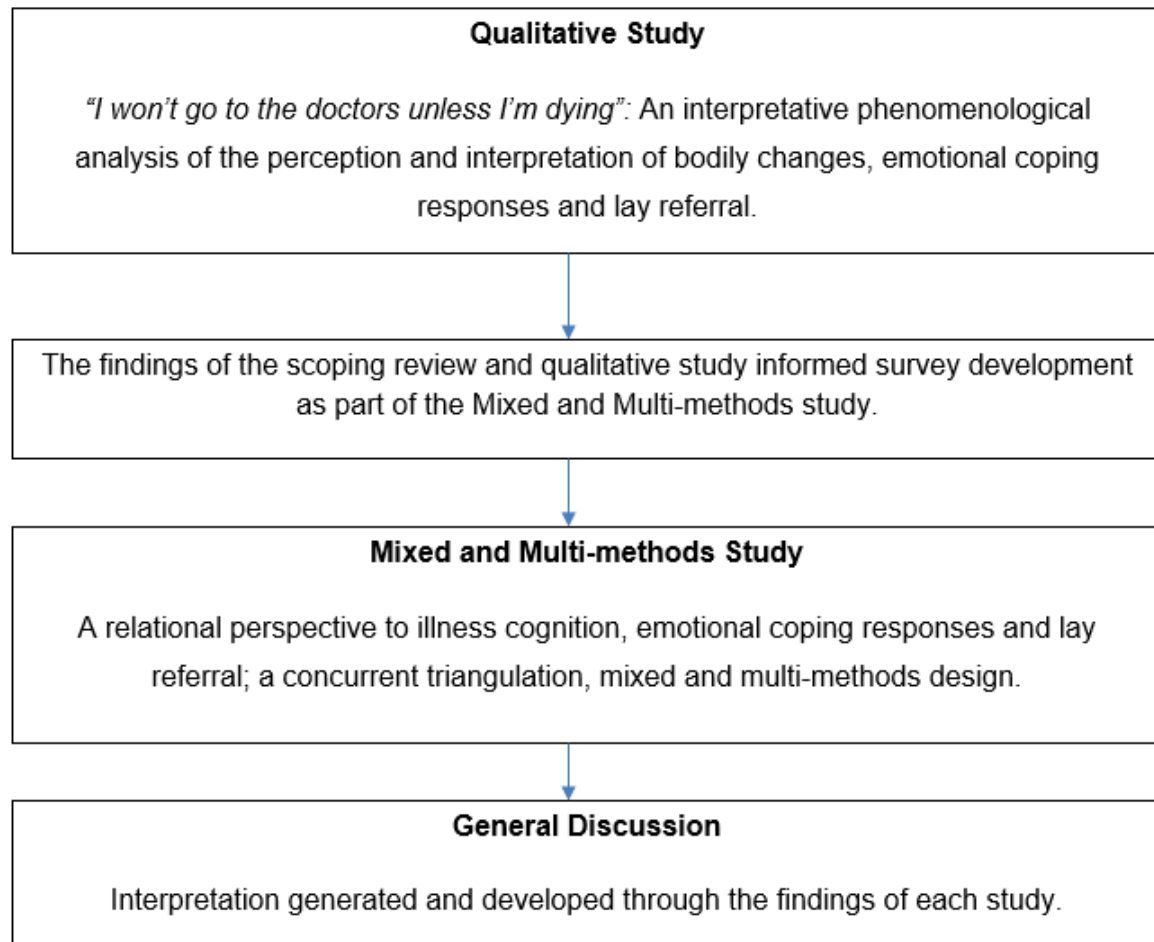 Qualitative Study
“I won’t go to the doctors unless I’m dying”: An interpretative phenomenological
analysis of the perception and interpretation of bodily changes, emotional coping
responses and lay referral.
The findings of the scoping review and qualitative study informed survey development
as part of the Mixed and Multi-methods study.
Mixed and Multi-methods Study
A relational perspective to illness cognition, emotional coping responses and lay
referral; a concurrent triangulation, mixed and multi-methods design.
General Discussion
Interpretation generated and developed through the findings of each study.